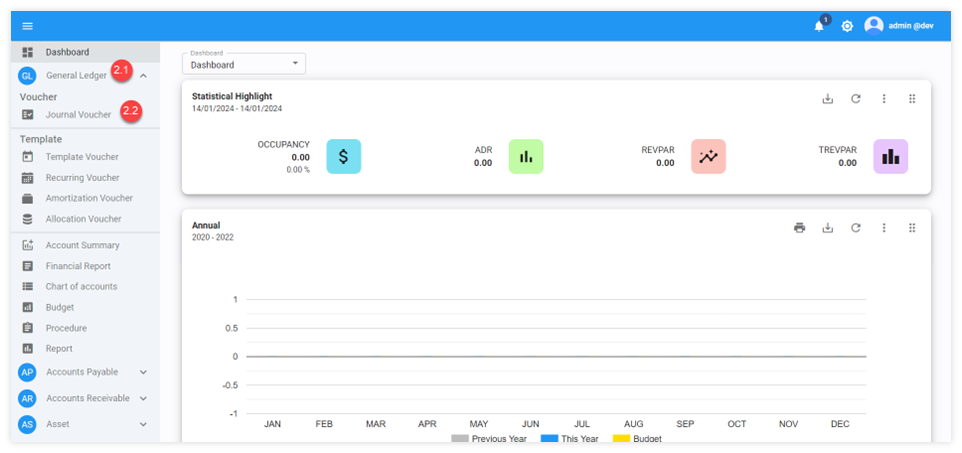 1
admin @dev
Dashboard
GL General Ledger 2.1
Voucher
Journal Voucher 2.2
Template
Template Voucher
Recurring Voucher
Amortization Voucher
Allocation Voucher
Account Summary
Financial Report
Chart of accounts
Budget
Procedure
Report
AP Accounts Payable
AR Accounts Receivable
AS Asset
Dashboard
Dashboard
Statistical Highlight
14/01/2024 - 14/01/2024
OCCUPANCY
0.00
0.00 %
$
ADR
0.00
REVPAR
0.00
TREVPAR
0.00
Annual
2020 - 2022
1
0.5
0
-0.5
-1
JAN FEB MAR APR MAY JUN JUL AUG SEP OCT NOV DEC
Previous Year This Year Budget